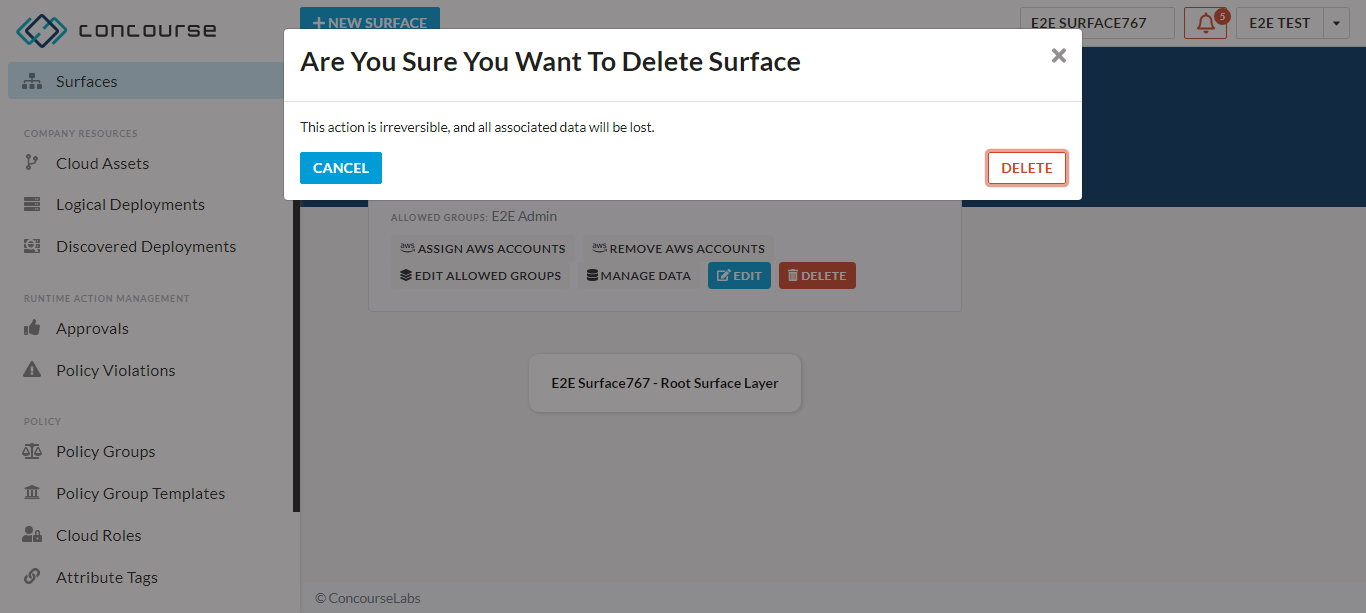 concourse
NEW SURFACE
E2E SURFACE767
5
E2E TEST
Are You Sure You Want To Delete Surface
This action is irreversible, and all associated data will be lost.
CANCEL
DELETE
Surfaces
COMPANY RESOURCES
Cloud Assets
Logical Deployments
Discovered Deployments
RUNTIME ACTION MANAGEMENT
Approvals
Policy Violations
POLICY
Policy Groups
Policy Group Templates
Cloud Roles
Attribute Tags
ALLOWED GROUPS: E2E Admin
aws ASSIGN AWS ACCOUNTS aws REMOVE AWS ACCOUNTS
EDIT ALLOWED GROUPS MANAGE DATA EDIT DELETE
E2E Surface767 - Root Surface Layer
© ConcourseLabs